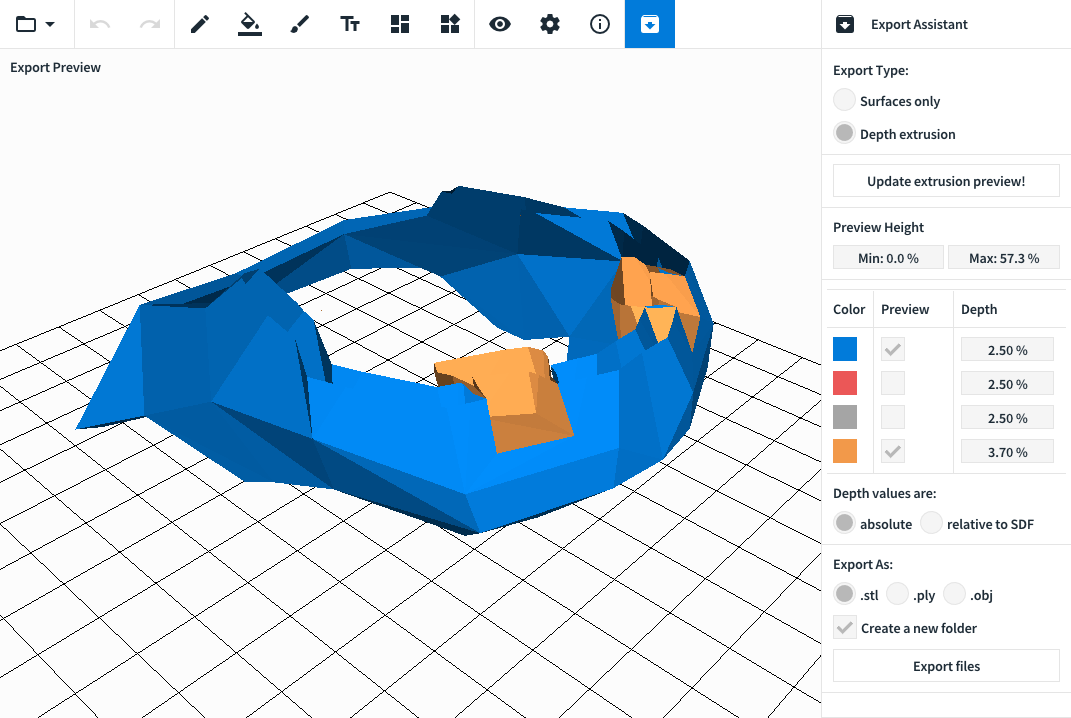 Tт
Export Assistant
Export Preview
Export Type:
Surfaces only
Depth extrusion
Update extrusion preview!
Preview Height
Min: 0.0 %
Max: 57.3 %
Color Preview Depth
2.50 %
2.50 %
2.50 %
3.70 %
Depth values are:
absolute relative to SDF
Export As:
.stl .ply .obj
Create a new folder
Export files